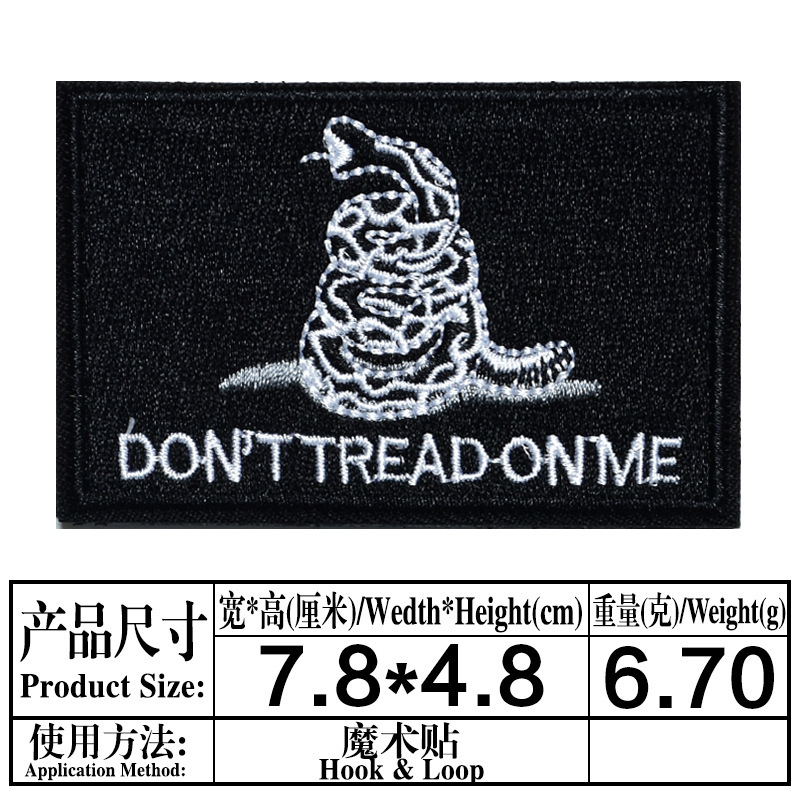 DON'T TREAD ON ME
产品尺寸
Product Size:
宽*高(厘米)/Wedth*Height(cm)
重量(克)/Weight(g)
7.8*4.8
6.70
使用方法:
Application Method:
魔术贴
Hook & Loop